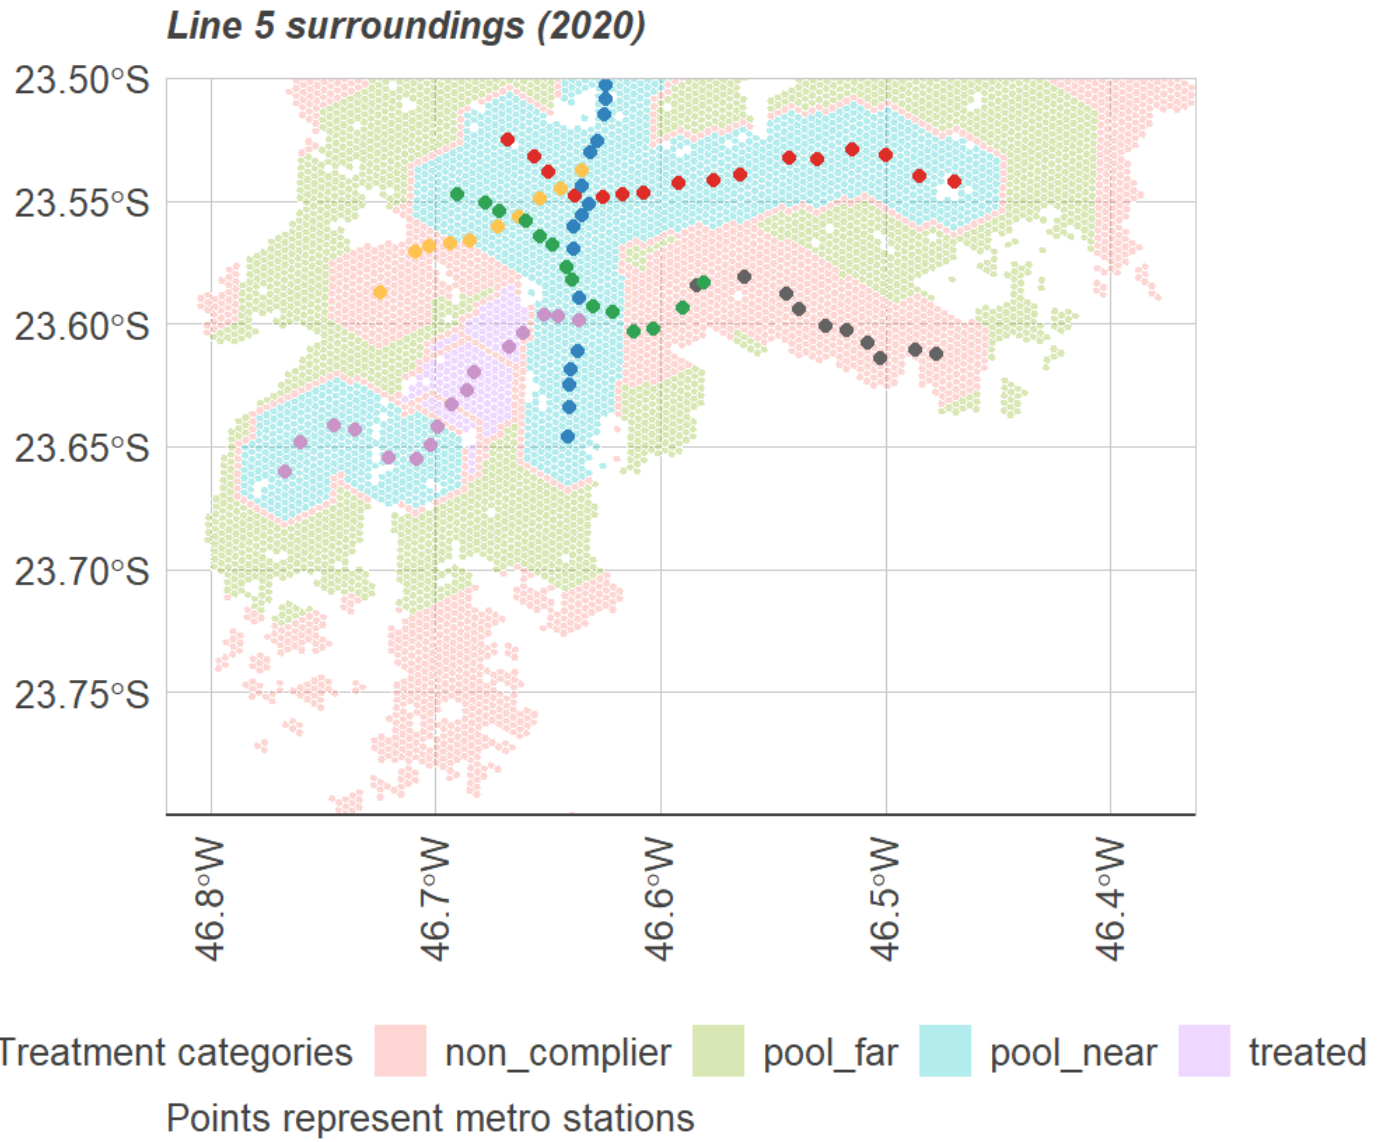 Line 5 surroundings (2020)
23.50°S
23.55°S
23.60°S
23.65°S
23.70°S
23.75°S
46.8°W
46.7°W
46.6°W
46.5°W
46.4°W
Treatment categories non_complier pool_far pool_near treated
Points represent metro stations